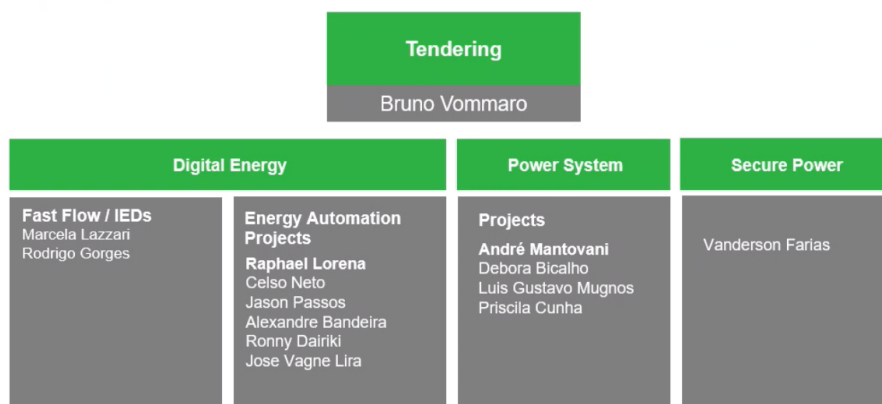 Tendering
Bruno Vommaro
Digital Energy
Power System
Secure Power
Fast Flow / IEDs
Marcela Lazzari
Rodrigo Gorges
Energy Automation
Projects
Raphael Lorena
Celso Neto
Jason Passos
Alexandre Bandeira
Ronny Dairiki
Jose Vagne Lira
Projects
André Mantovani
Debora Bicalho
Luis Gustavo Mugnos
Priscila Cunha
Vanderson Farias